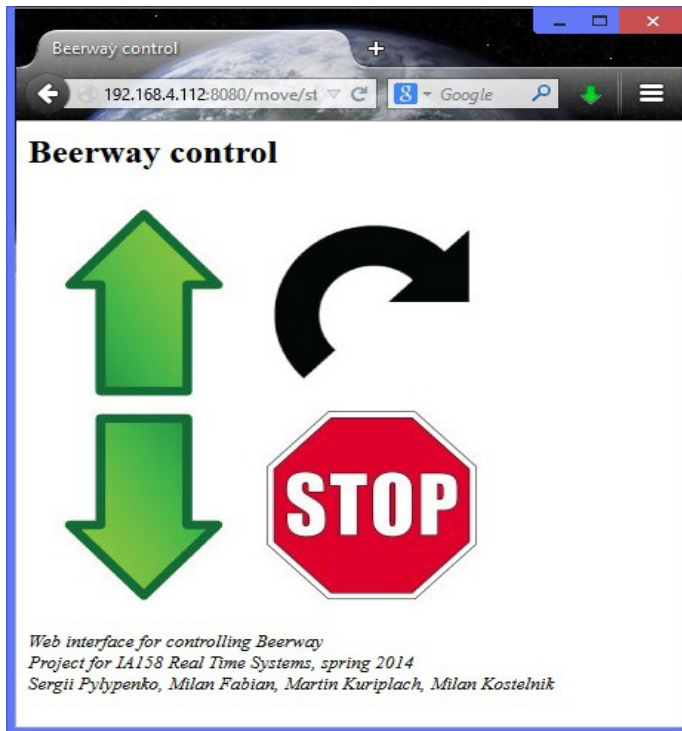 Beerway control
192.168.4.112:8080/move/st
8 Google
Beerway control
STOP
Web interface for controlling Beerway
Project for IA158 Real Time Systems, spring 2014
Sergii Pylypenko, Milan Fabian, Martin Kuriplach, Milan Kostelnik